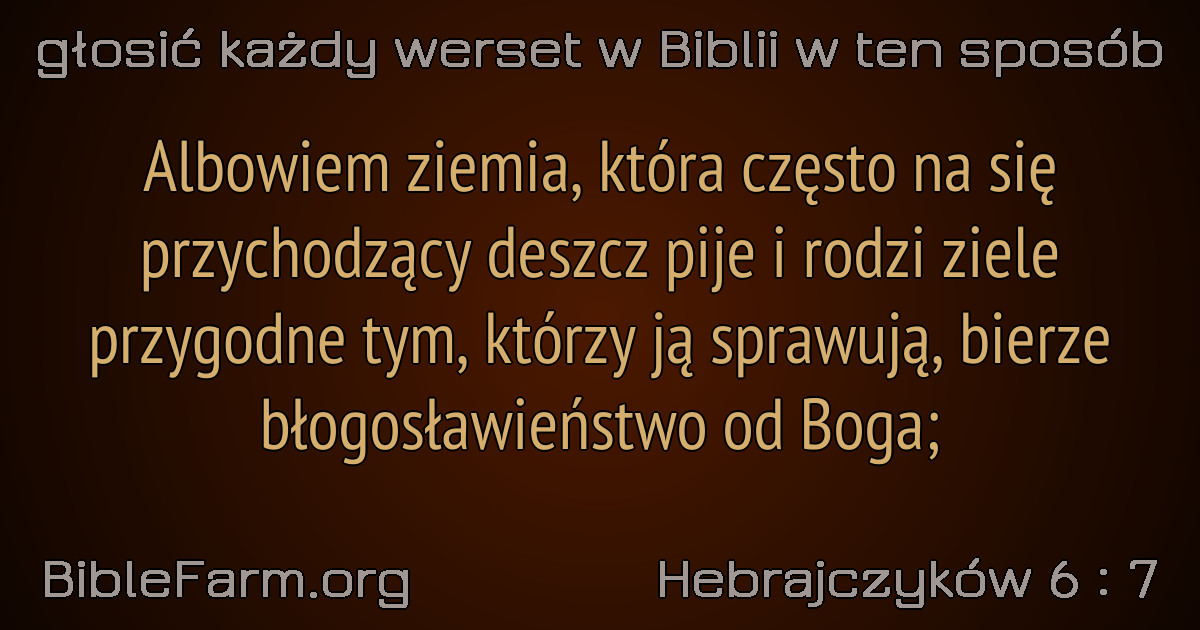 głosić każdy werset w Biblii w ten sposób
Albowiem ziemia, która często na się
przychodzący deszcz pije i rodzi ziele
przygodne tym, którzy ją sprawują, bierze
błogosławieństwo od Boga;
BibleFarm.org
Hebrajczyków 6 : 7